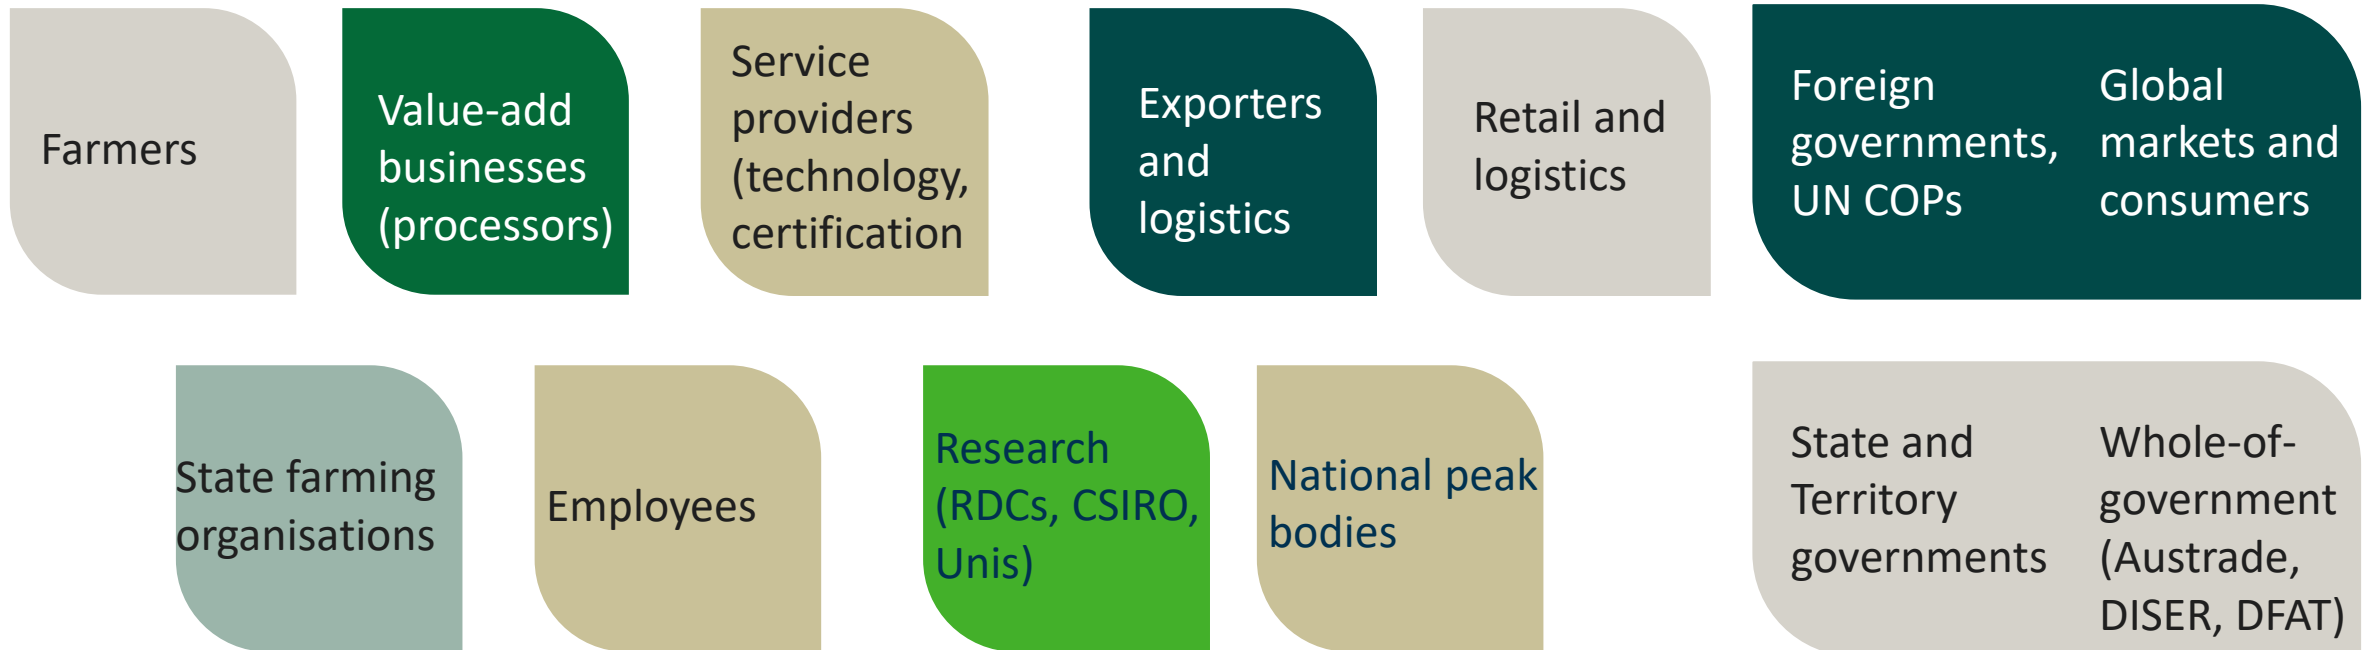 Farmers
Value-add
businesses
(processors)
Service
providers
(technology,
certification
Exporters
and
logistics
Retail and
logistics
Foreign
governments,
UN COPs
Global
markets and
consumers
State farming
organisations
Employees
Research
(RDCs, CSIRO,
Unis)
National peak
bodies
State and
Territory
governments
Whole-of-
government
(Austrade,
DISER, DFAT)